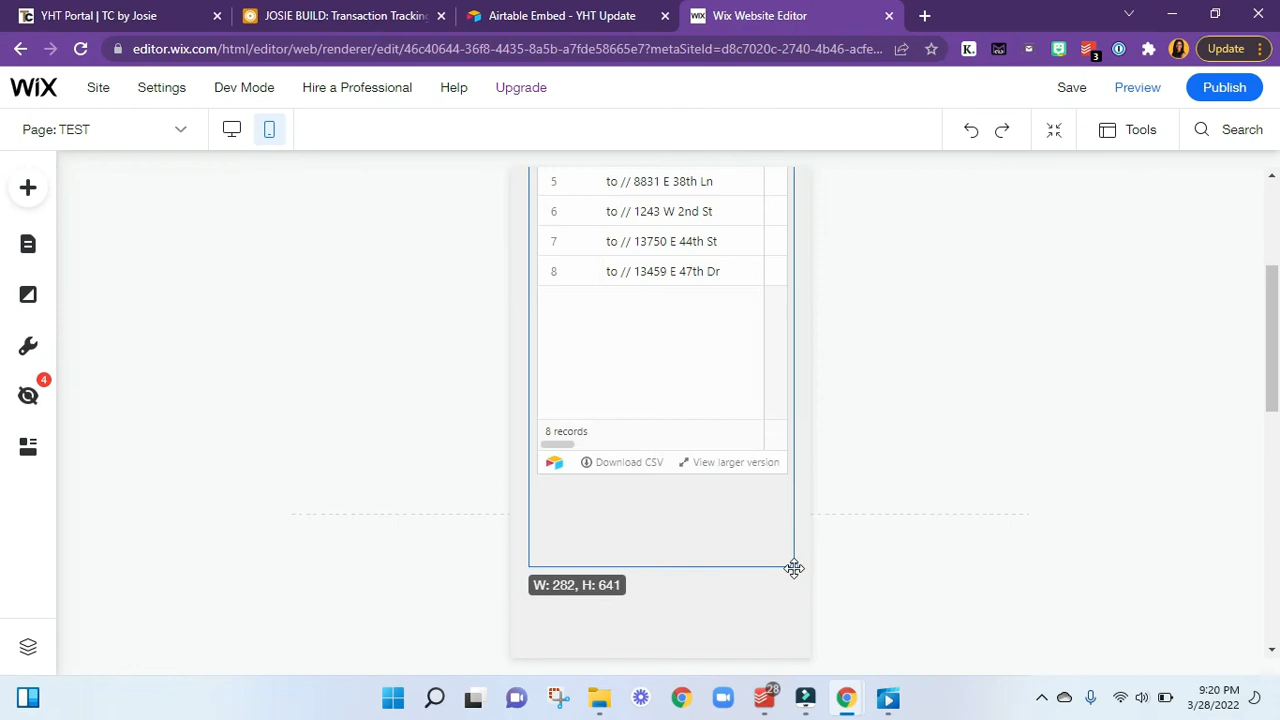 YHT Portal | TC by Josie
JOSIE BUILD: Transaction Tracking
Airtable Embed - YHT Update
WiX
Wix Website Editor
editor.wix.com/html/editor/web/renderer/edit/46c40644-36f8-4435-8a5b-a7fde58665e7?metaSiteId=d8c7020c-2740-4b46-acfe...
K.
3
Update
WiX
Site
Settings
Dev Mode
Hire a Professional
Help
Upgrade
Save
Preview
Publish
Page: TEST
Tools
Search
4
5 to // 8831 E 38th Ln
6 to // 1243 W 2nd St
7 to // 13750 E 44th St
8 to // 13459 E 47th Dr
8 records
Download CSV
View larger version
W: 282, H: 641
28
9:20 PM
3/28/2022